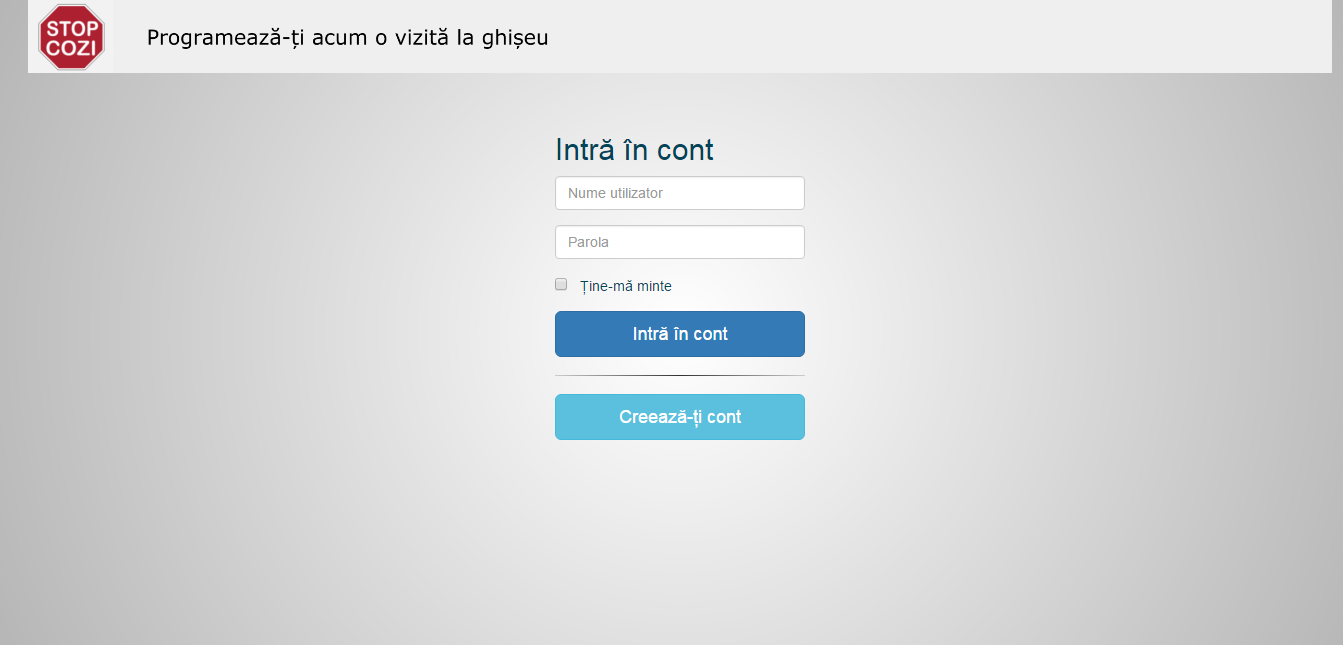 STOP
COZI
Programează-ți acum o vizită la ghișeu
Intră în cont
Nume utilizator
Parola
Ține-mă minte
Intră în cont
Creează-ți cont